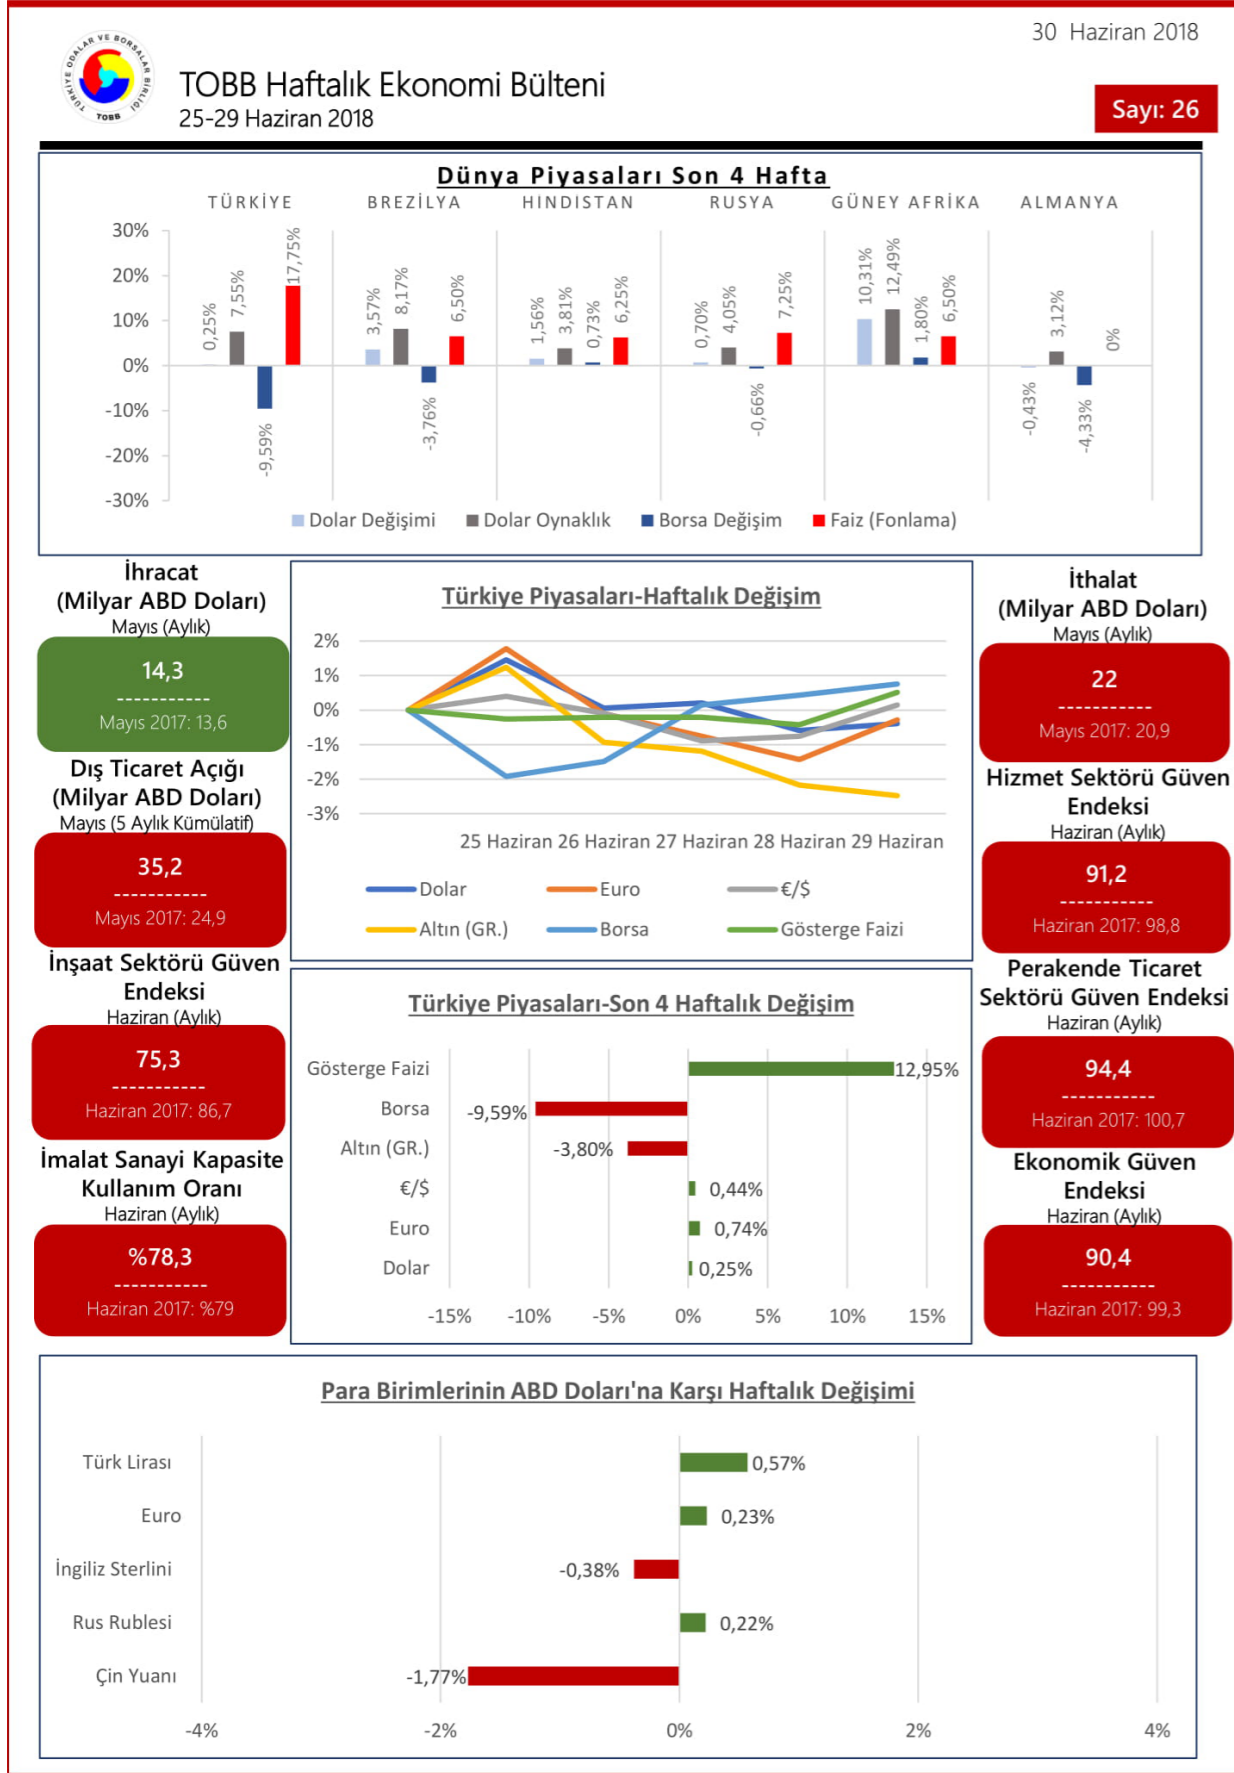 30 Haziran 2018
TÜRKİYE ODALAR VE BORSALAR BİRLİĞİ
TOBB
TOBB Haftalık Ekonomi Bülteni
25-29 Haziran 2018
Sayı: 26
Dünya Piyasaları Son 4 Hafta
TÜRKİYE BREZİLYA HINDISTAN RUSYA GÜNEY AFRİKA ALMANYA
30%
20%
10%
0%
-10%
-20%
-30%
0,25% 7,55% -9,59% 17,75%
3,57% 8,17% -3,76% 6,50%
1,56% 3,81% 0,73% 6,25%
0,70% 4,05% -0,66% 7,25%
10,31% 12,49% 1,80% 6,50%
-0,43% 3,12% -4,33% 0%
Dolar Değişimi Dolar Oynaklık Borsa Değişim Faiz (Fonlama)
İhracat
(Milyar ABD Doları)
Mayıs (Aylık)
14,3
-----------
Mayıs 2017: 13,6
Dış Ticaret Açığı
(Milyar ABD Doları)
Mayıs (5 Aylık Kümülatif)
35,2
-----------
Mayıs 2017: 24,9
İnşaat Sektörü Güven
Endeksi
Haziran (Aylık)
75,3
-----------
Haziran 2017: 86,7
İmalat Sanayi Kapasite
Kullanım Oranı
Haziran (Aylık)
%78,3
-----------
Haziran 2017: %79
Türkiye Piyasaları-Haftalık Değişim
2%
1%
0%
-1%
-2%
-3%
25 Haziran 26 Haziran 27 Haziran 28 Haziran 29 Haziran
Dolar Euro €/$
Altın (GR.) Borsa Gösterge Faizi
Türkiye Piyasaları-Son 4 Haftalık Değişim
Gösterge Faizi 12,95%
Borsa -9,59%
Altın (GR.) -3,80%
€/$ 0,44%
Euro 0,74%
Dolar 0,25%
-15% -10% -5% 0% 5% 10% 15%
İthalat
(Milyar ABD Doları)
Mayıs (Aylık)
22
-----------
Mayıs 2017: 20,9
Hizmet Sektörü Güven
Endeksi
Haziran (Aylık)
91,2
-----------
Haziran 2017: 98,8
Perakende Ticaret
Sektörü Güven Endeksi
Haziran (Aylık)
94,4
-----------
Haziran 2017: 100,7
Ekonomik Güven
Endeksi
Haziran (Aylık)
90,4
-----------
Haziran 2017: 99,3
Para Birimlerinin ABD Doları'na Karşı Haftalık Değişimi
Türk Lirası 0,57%
Euro 0,23%
İngiliz Sterlini -0,38%
Rus Rublesi 0,22%
Çin Yuanı -1,77%
-4% -2% 0% 2% 4%